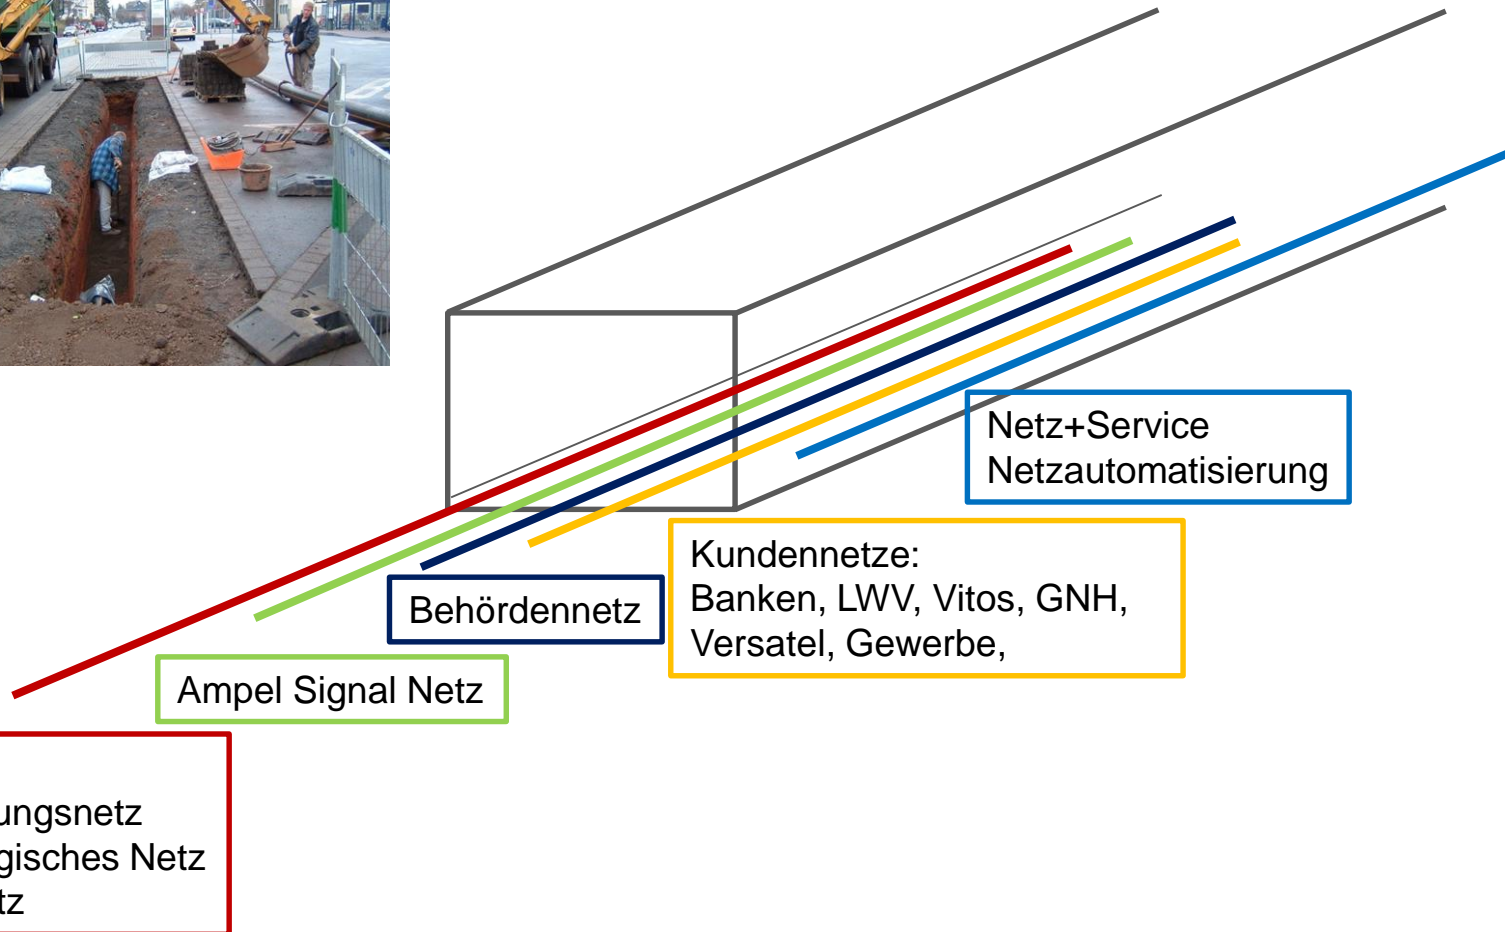 Netz+Service
Netzautomatisierung
Kundennetze:
Banken, LWV, Vitos, GNH,
Versatel, Gewerbe,
Behördennetz
Ampel Signal Netz
ungsnetz
gisches Netz
tz